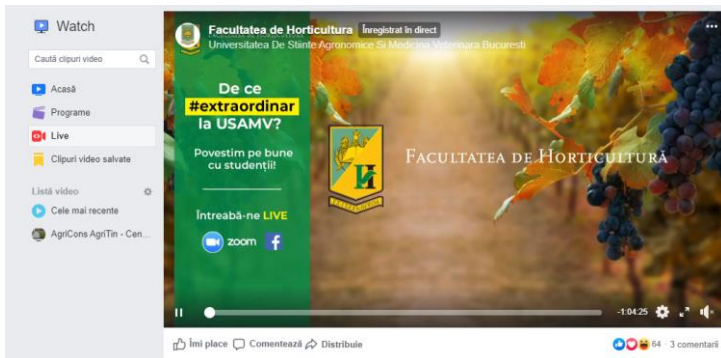 Watch
Caută clipuri video
Acasă
Programe
Live
Clipuri video salvate
Listă video
Cele mai recente
AgriCons AgriTin - Cen...
Facultatea de Horticultura Înregistrat în direct
Universitatea De Stiinte Agronomice Si Medicina Veterinara Bucuresti
De ce
#extraordinar
la USAMV?
Povestim pe bune
cu studenții!
Întreabă-ne LIVE
zoom
FACULTATEA DE HORTICULTURĂ
-1:04:25
Îmi place Comentează Distribuie
64 · 3 comentarii